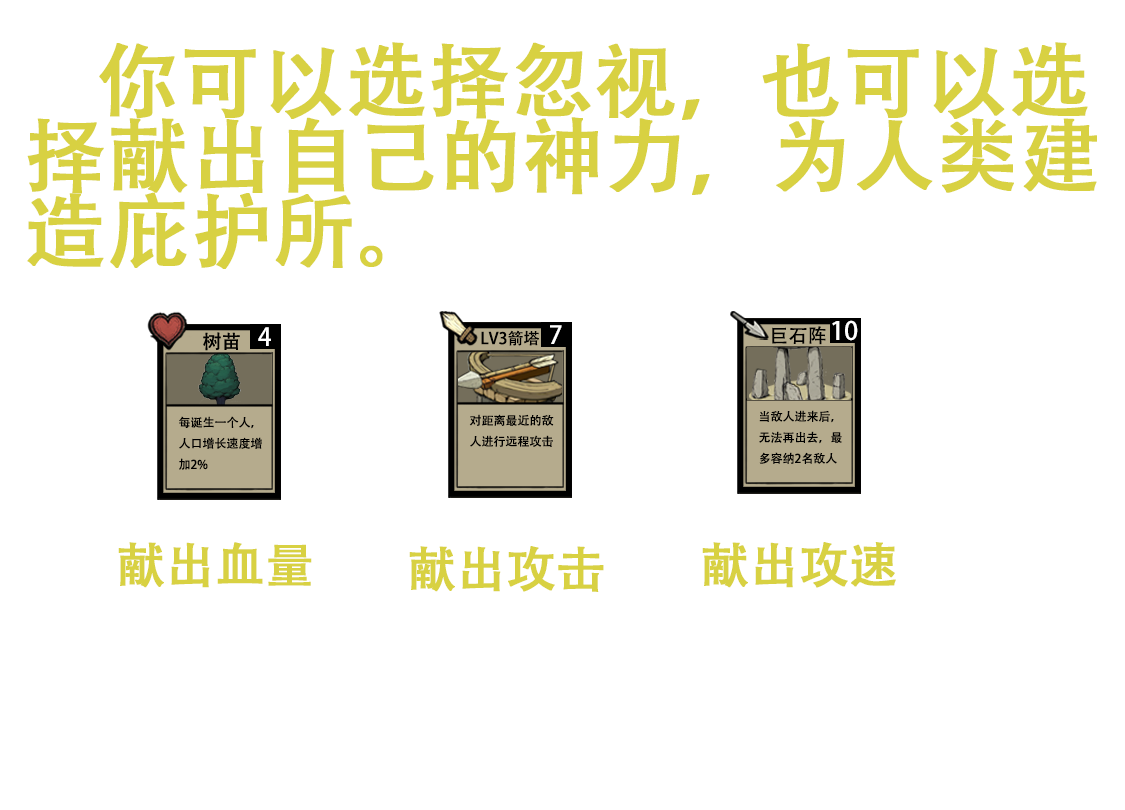 你可以选择忽视，也可以选
择献出自己的神力，为人类建
造庇护所。
树苗 4
每诞生一个人，
人口增长速度增
加2%
LV3箭塔 7
对距离最近的敌
人进行远程攻击
巨石阵 10
当敌人进来后，
无法再出去，最
多容纳2名敌人
献出血量
献出攻击
献出攻速